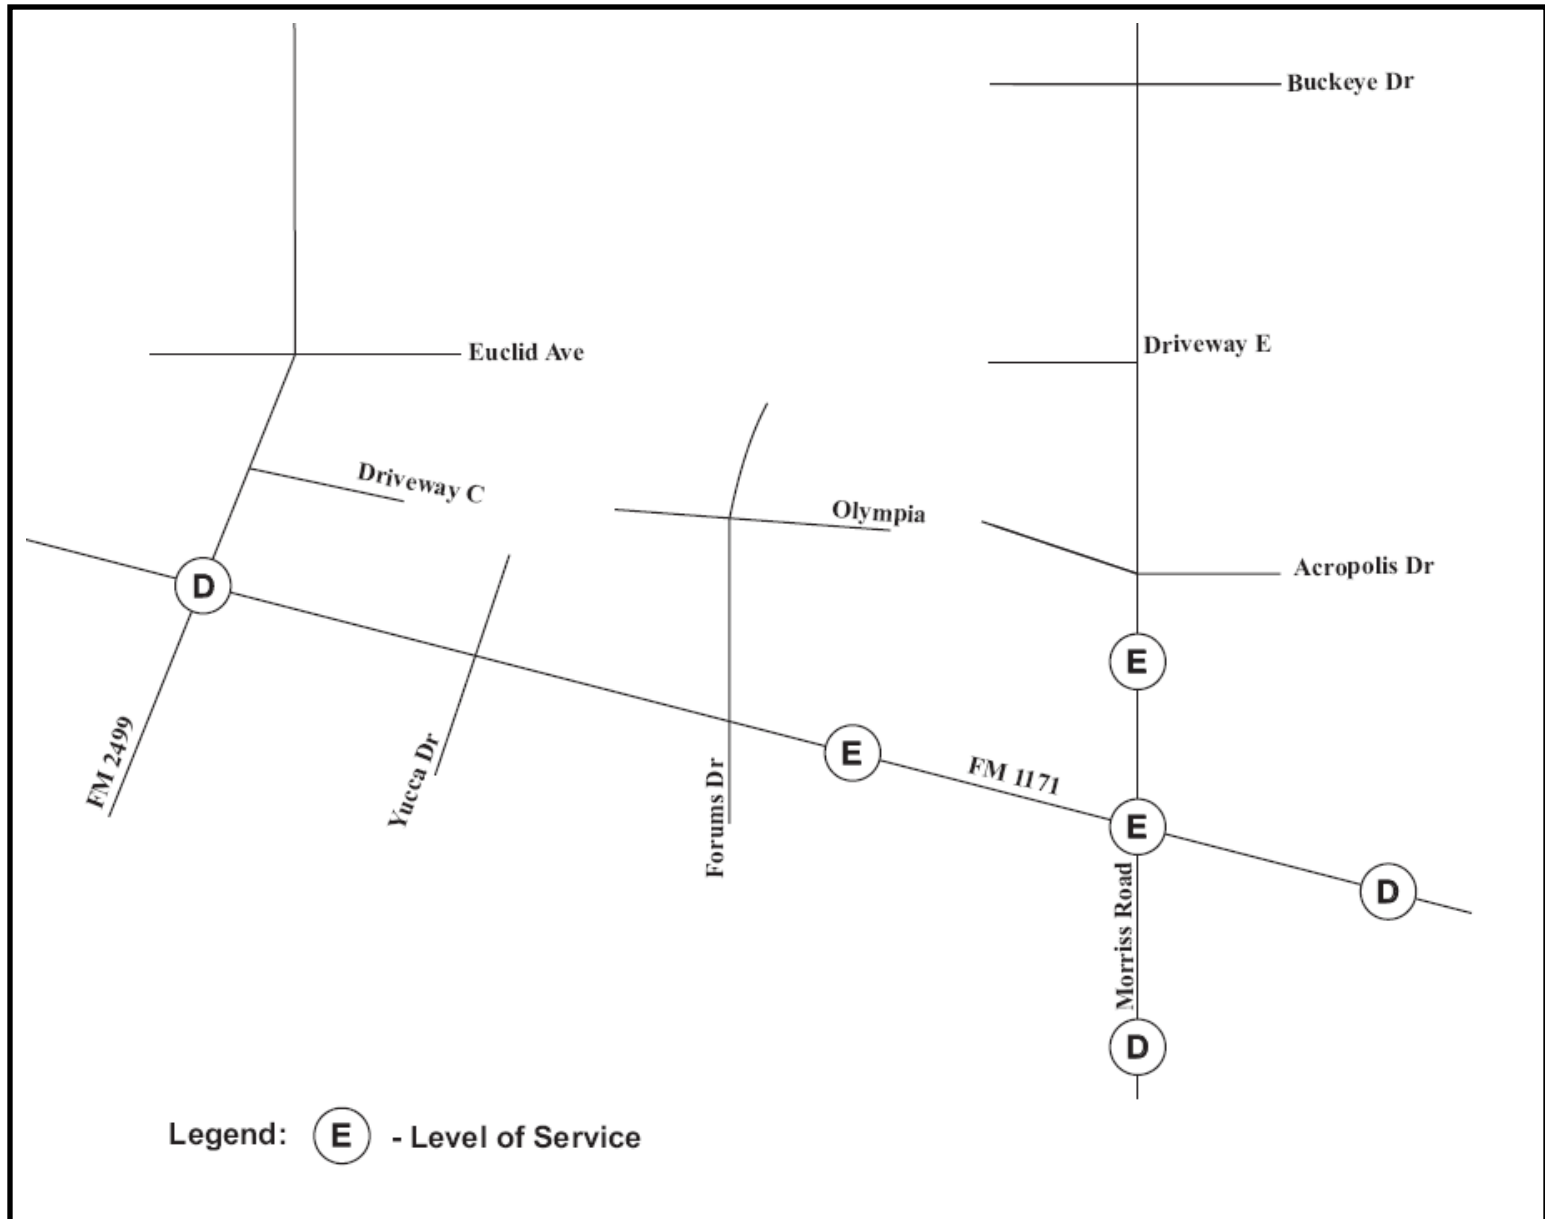 Buckeye Dr
Driveway E
Euclid Ave
Driveway C
Olympia
Acropolis Dr
D
E
FM 2499
Yucca Dr
Forums Dr
E
FM 1171
E
D
Morriss Road
D
Legend: E - Level of Service